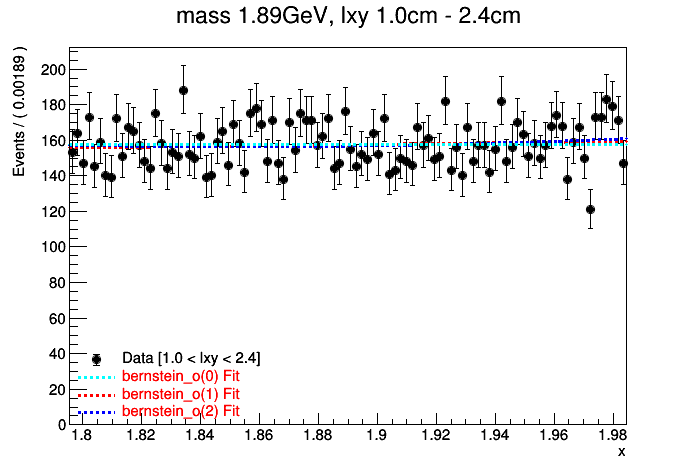 mass 1.89GeV, lxy 1.0cm - 2.4cm
Events / ( 0.00189 )
200
180
160
140
120
100
80
60
40
20
0
Data [1.0 < lxy < 2.4]
bernstein_o(0) Fit
bernstein_o(1) Fit
bernstein_o(2) Fit
1.8 1.82 1.84 1.86 1.88 1.9 1.92 1.94 1.96 1.98
x